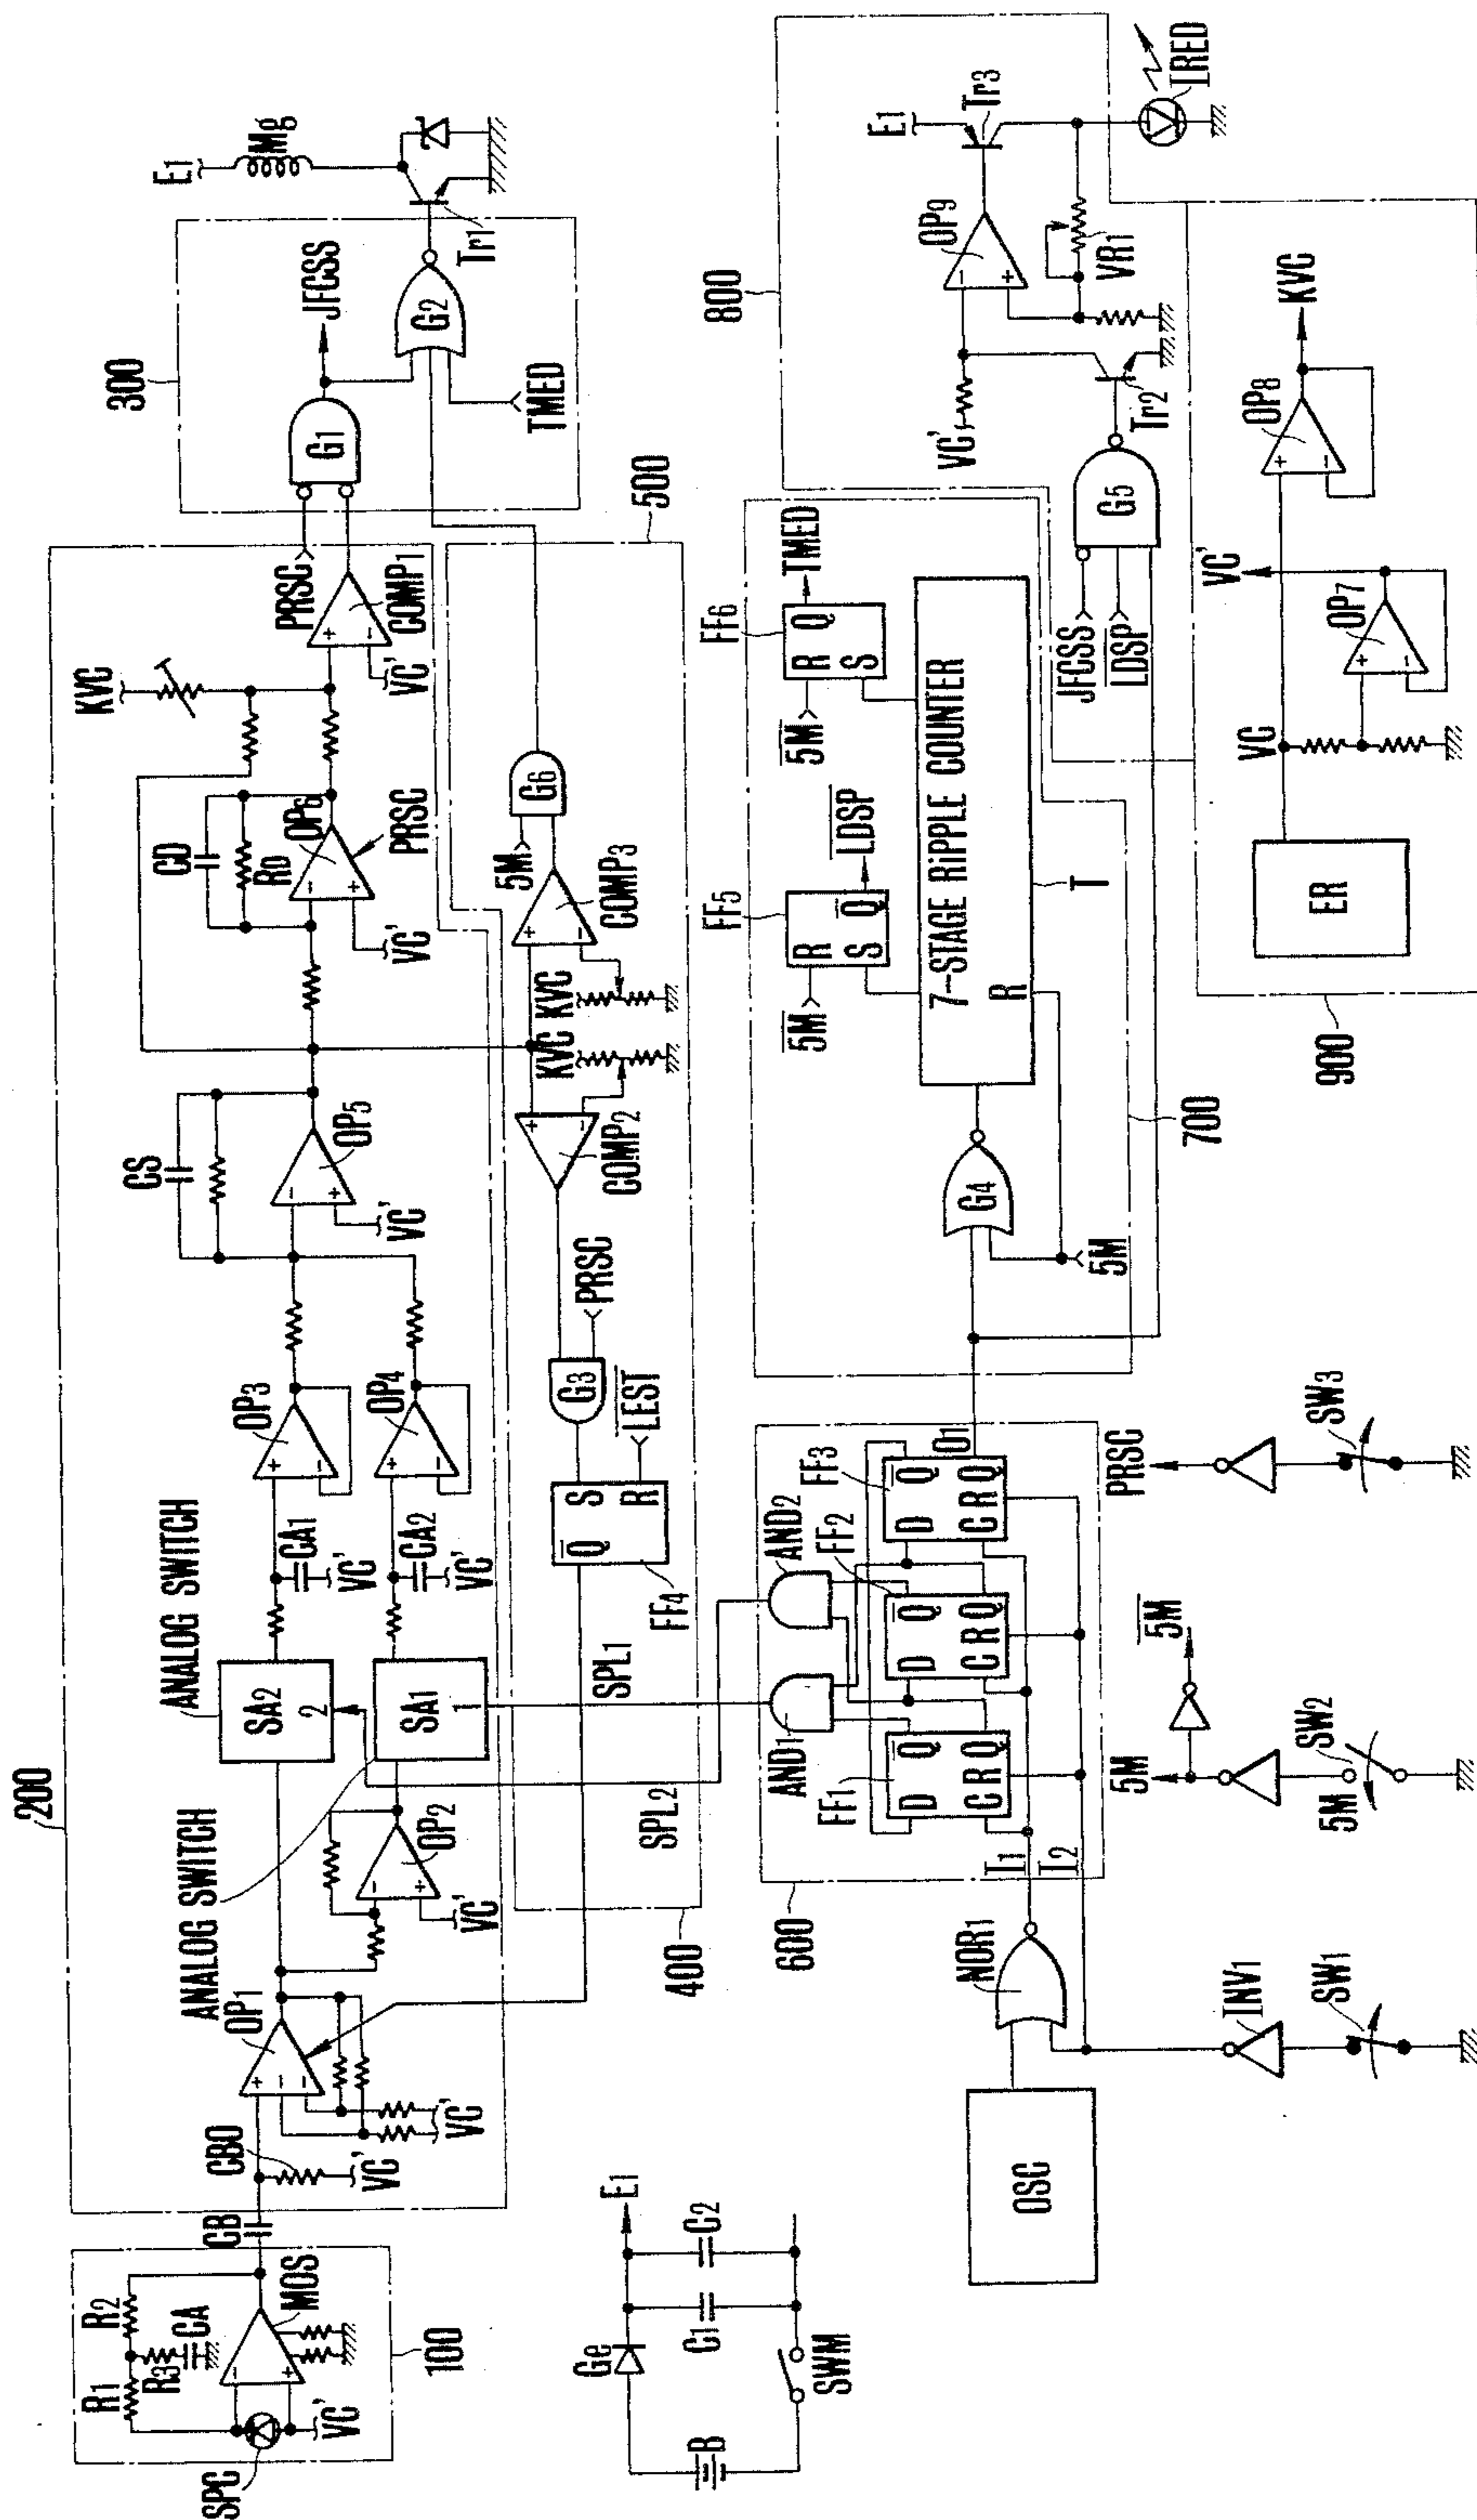 200
300
100
R1
R2
R3
CA
MOS
SPC
VC'
CB
CBO
VC'
OP1
VC'
ANALOG SWITCH
OP2
VC'
ANALOG SWITCH
SA2
2
SA1
1
CA1
VC'
CA2
VC'
OP3
OP4
CS
OP5
VC'
CD
RD
OP6
PRSC
VC'
KVC
PRSC
COMP1
VC'
G1
JFCSS
G2
TMED
E1
Mg
Tr1
400
500
SPL1
SPL2
FF4
Q
S
R
LEST
G3
PRSC
COMP2
KVC
KVC
COMP3
5M
G6
Ge
E1
B
C1
C2
SWM
OSC
NOR1
INV1
SW1
600
I1
I2
AND1
AND2
FF1
D
Q
C
R
Q
FF2
D
Q
C
R
Q
FF3
D
Q
C
R
Q
O1
5M
5M
5M
SW2
PRSC
SW3
700
G4
5M
7-STAGE RiPPLE COUNTER
R
T
FF5
R
S
Q
5M
LDSP
FF6
R
S
Q
5M
TMED
800
JFCSS
LDSP
G5
Tr2
VC'
OP9
E1
Tr3
VR1
IRED
900
ER
VC
VC'
OP7
OP8
KVC